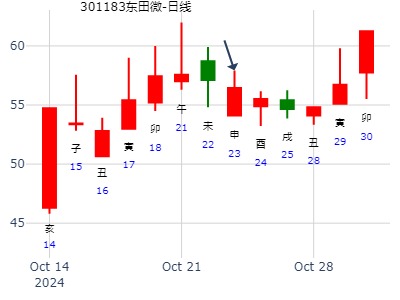 301183东田微-日线
60
55
50
45
亥
14
子
15
丑
16
寅
17
卯
18
午
21
未
22
申
23
酉
24
戌
25
丑
28
寅
29
卯
30
Oct 14
2024
Oct 21
Oct 28